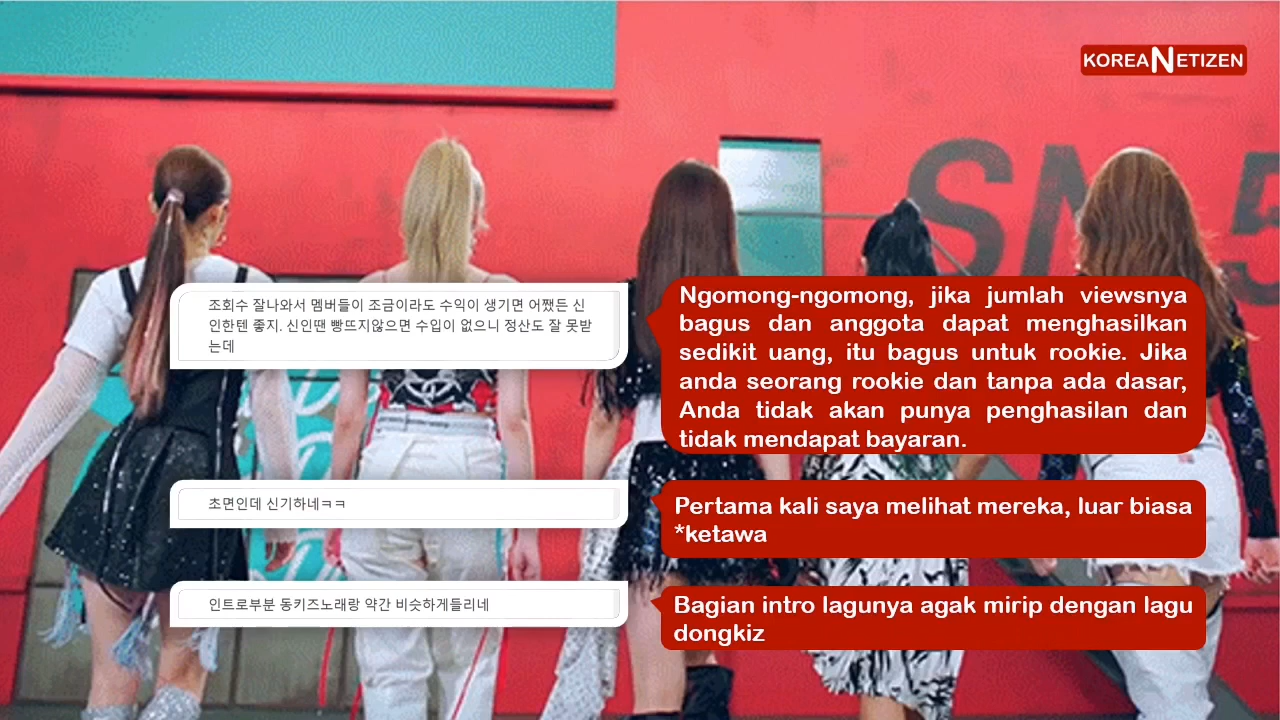 KOREANETIZEN
SM
5
조회수 잘나와서 멤버들이 조금이라도 수익이 생기면 어쨌든 신
인한텐 좋지. 신인땐 빵뜨지않으면 수입이 없으니 정산도 잘 못받
는데
Ngomong-ngomong, jika jumlah viewsnya
bagus dan anggota dapat menghasilkan
sedikit uang, itu bagus untuk rookie. Jika
anda seorang rookie dan tanpa ada dasar,
Anda tidak akan punya penghasilan dan
tidak mendapat bayaran.
초면인데 신기하네ㅋㅋ
Pertama kali saya melihat mereka, luar biasa
*ketawa
인트로부분 동키즈노래랑 약간 비슷하게들리네
Bagian intro lagunya agak mirip dengan lagu
dongkiz